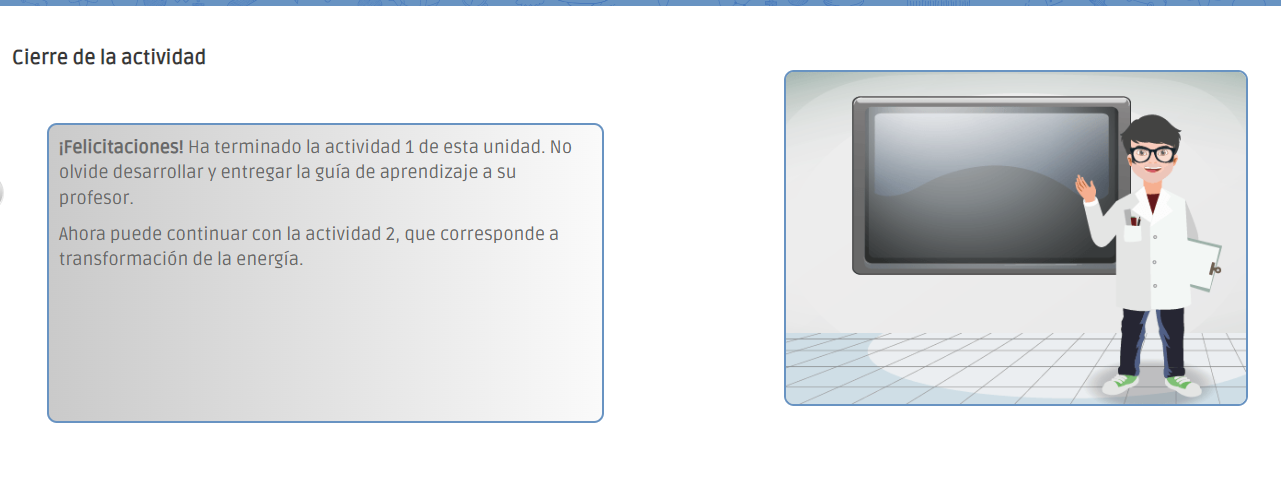 Cierre de la actividad
¡Felicitaciones! Ha terminado la actividad 1 de esta unidad. No
olvide desarrollar y entregar la guía de aprendizaje a su
profesor.
Ahora puede continuar con la actividad 2, que corresponde a
transformación de la energía.